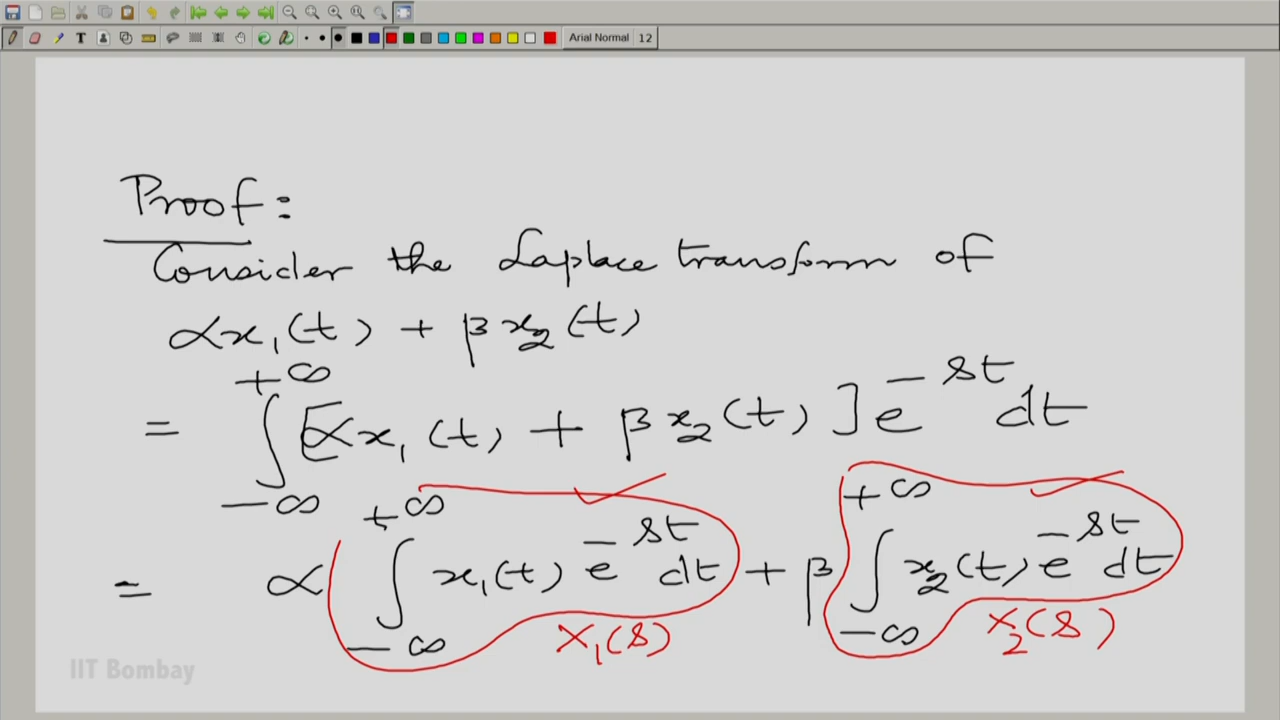 Arial Normal 12
Proof:
Consider the Laplace transform of
αx₁(t) + βx₂(t)
= ∫_{-∞}^{+∞} [αx₁(t) + βx₂(t)] e^{-st} dt
= α ∫_{-∞}^{+∞} x₁(t) e^{-st} dt + β ∫_{-∞}^{+∞} x₂(t) e^{-st} dt
X₁(s) X₂(s)
IIT Bombay